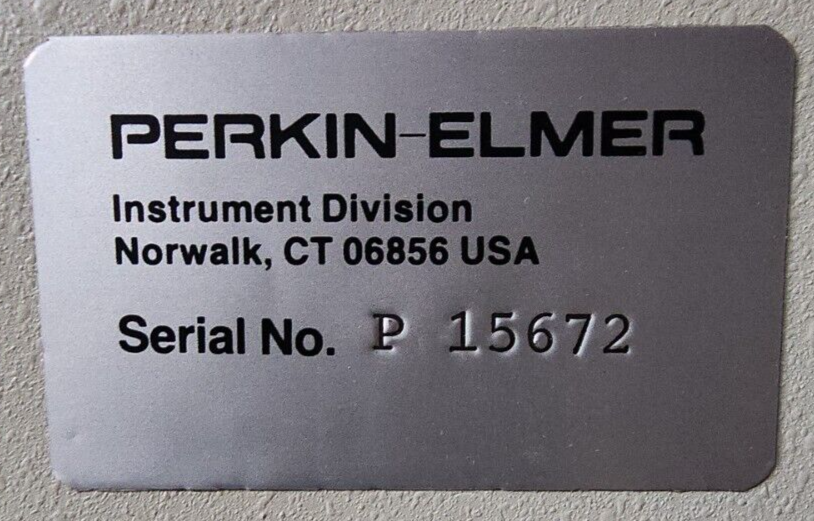 PERKIN-ELMER
Instrument Division
Norwalk, CT 06856 USA
Serial No. P 15672